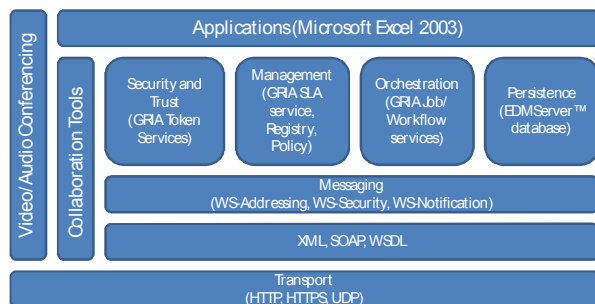 Video/Audio Conferencing
Applications(Microsoft Excel 2003)
Collaboration Tools
Security and
Trust
(GRIA Token
Services)
Management
(GRIA SLA
service,
Registry,
Policy)
Orchestration
(GRIA Job/
Workflow
services)
Persistence
(EDMServer™
database)
Messaging
(WS-Addressing, WS-Security, WS-Notification)
XML, SOAP, WSDL
Transport
(HTTP, HTTPS, UDP)